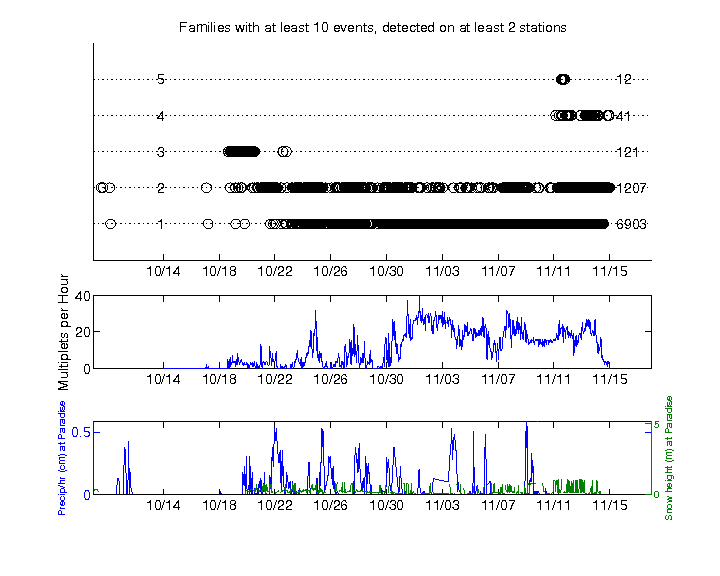 Families with at least 10 events, detected on at least 2 stations
5 12
4 41
3 121
2 1207
1 6903
10/14 10/18 10/22 10/26 10/30 11/03 11/07 11/11 11/15
Multiplets per Hour
40
20
0
10/14 10/18 10/22 10/26 10/30 11/03 11/07 11/11 11/15
Precip/hr (cm) at Paradise
0.5
0
5
0
Snow height (m) at Paradise
10/14 10/18 10/22 10/26 10/30 11/03 11/07 11/11 11/15